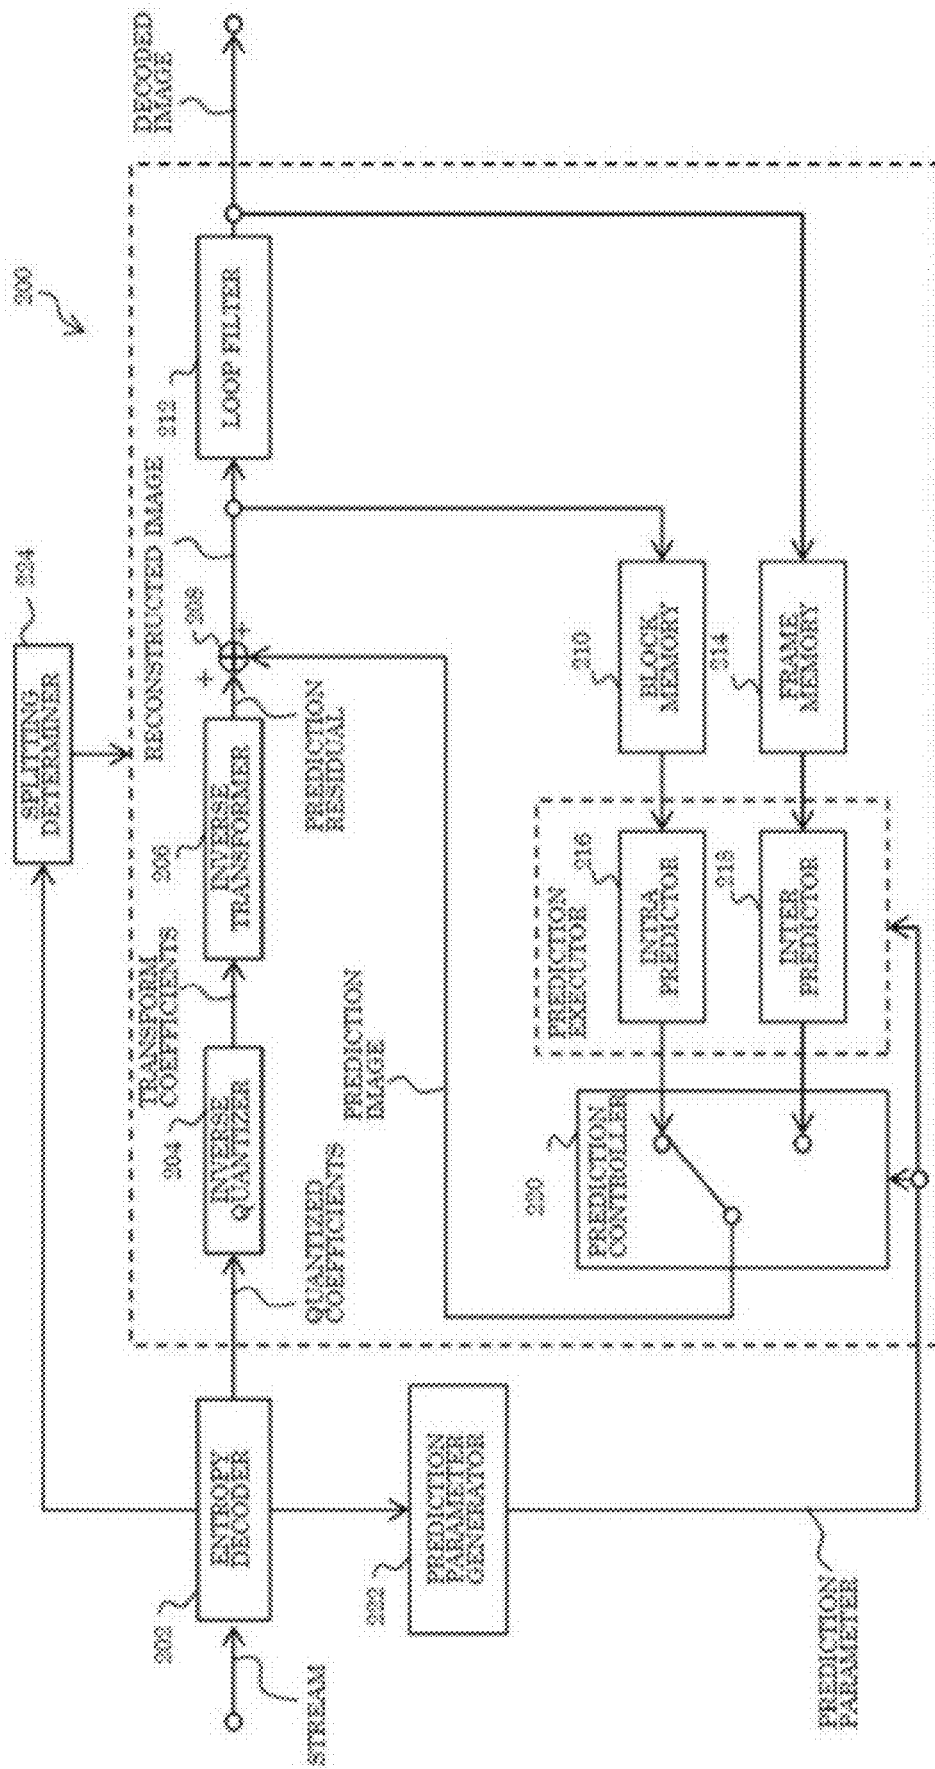 200
SPLITTING
DETERMINER
224
STREAM
202
ENTROPY
DECODER
QUANTIZED
COEFFICIENTS
204
INVERSE
QUANTIZER
TRANSFORM
COEFFICIENTS
206
INVERSE
TRANSFORMER
PREDICTION
RESIDUAL
+
+
208
RECONSTRUCTED IMAGE
212
LOOP FILTER
DECODED
IMAGE
PREDICTION
IMAGE
222
PREDICTION
PARAMETER
GENERATOR
220
PREDICTION
CONTROLLER
PREDICTION
EXECUTOR
216
INTRA
PREDICTOR
210
BLOCK
MEMORY
218
INTER
PREDICTOR
214
FRAME
MEMORY
PREDICTION
PARAMETER